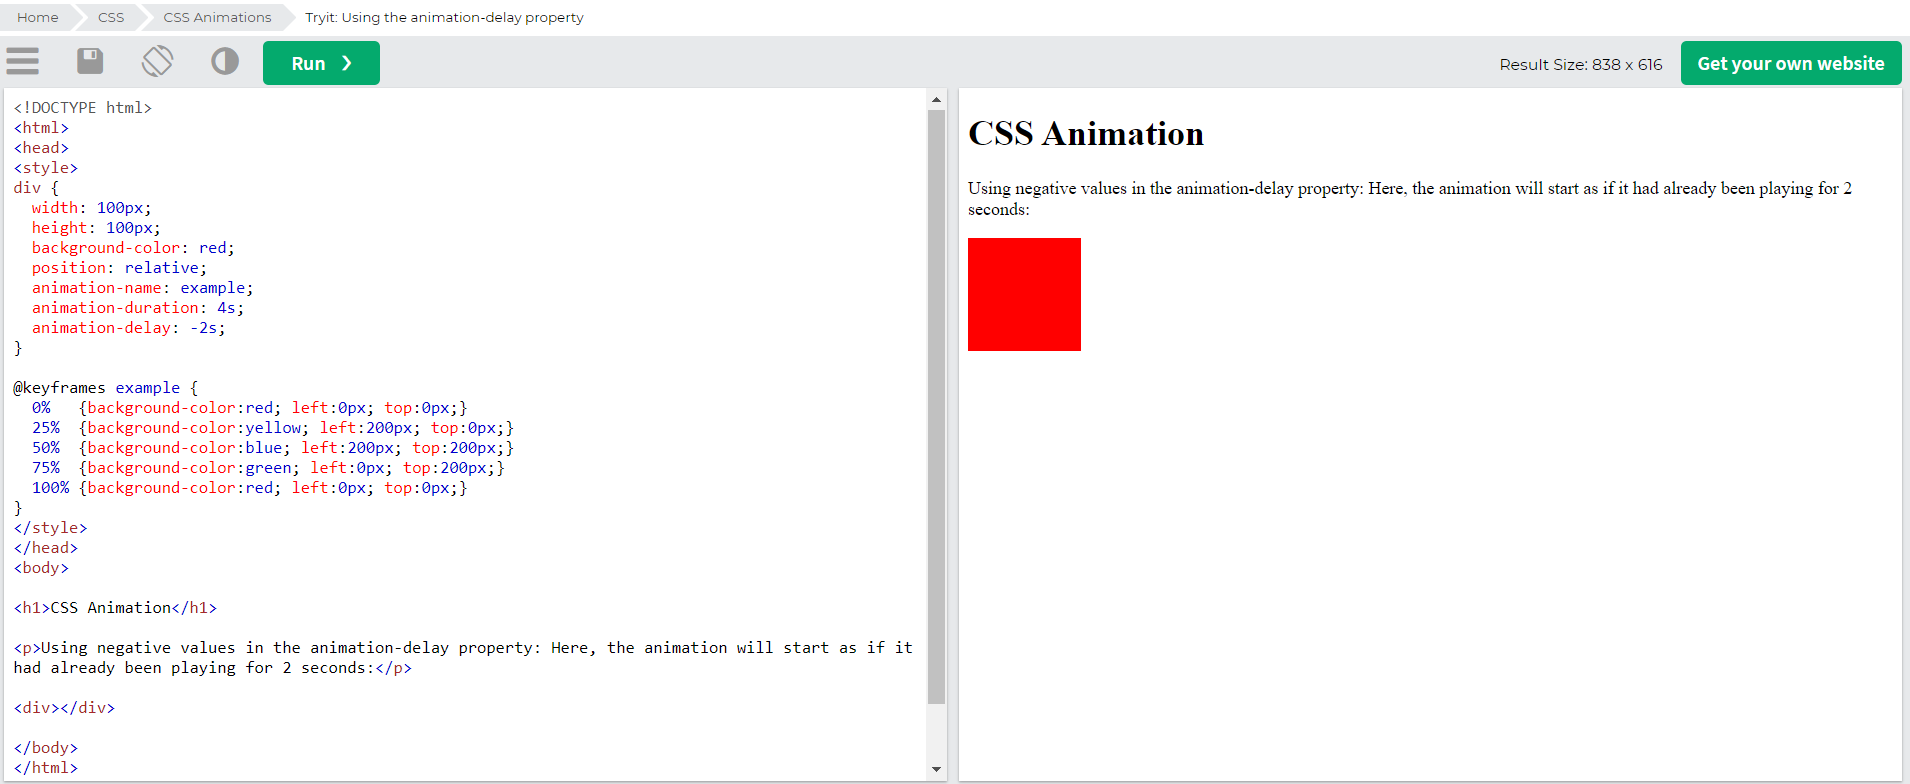 Home CSS CSS Animations Tryit: Using the animation-delay property
Run ❯ Result Size: 838 x 616 Get your own website
<!DOCTYPE html>
<html>
<head>
<style>
div {
  width: 100px;
  height: 100px;
  background-color: red;
  position: relative;
  animation-name: example;
  animation-duration: 4s;
  animation-delay: -2s;
}

@keyframes example {
  0%   {background-color:red; left:0px; top:0px;}
  25%  {background-color:yellow; left:200px; top:0px;}
  50%  {background-color:blue; left:200px; top:200px;}
  75%  {background-color:green; left:0px; top:200px;}
  100% {background-color:red; left:0px; top:0px;}
}
</style>
</head>
<body>

<h1>CSS Animation</h1>

<p>Using negative values in the animation-delay property: Here, the animation will start as if it
had already been playing for 2 seconds:</p>

<div></div>

</body>
</html>
CSS Animation
Using negative values in the animation-delay property: Here, the animation will start as if it had already been playing for 2
seconds: